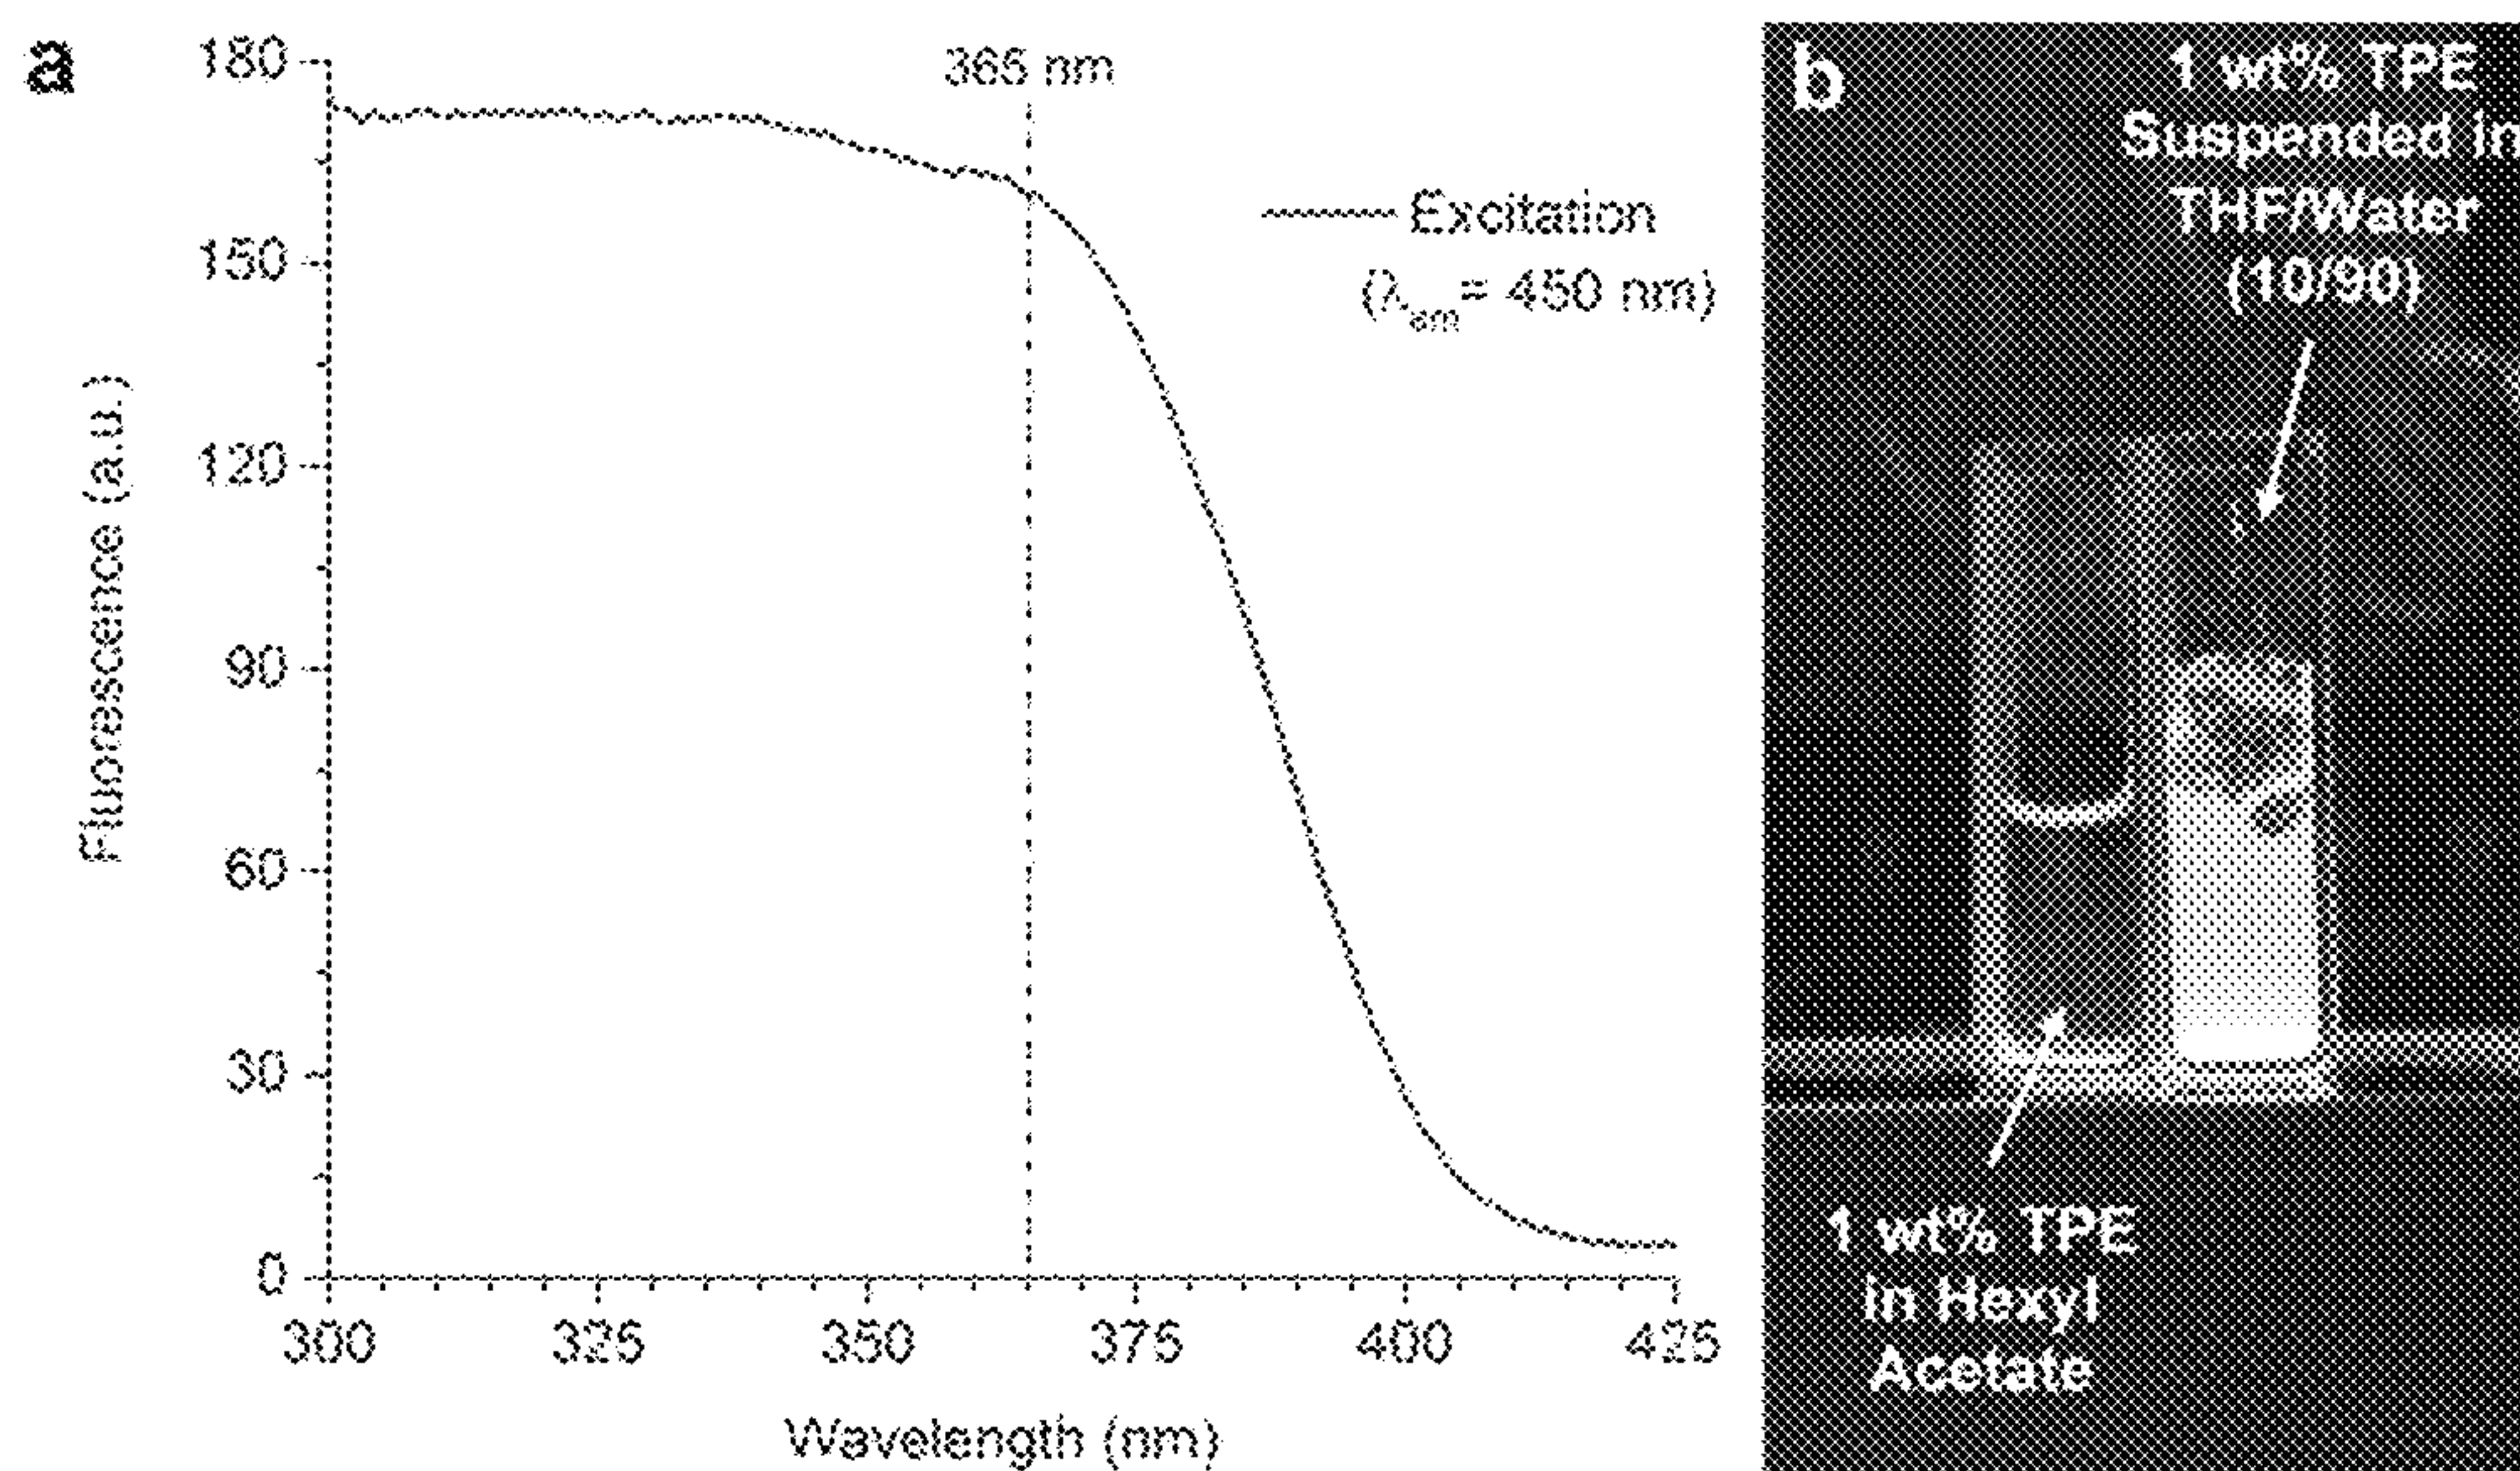 a
180
150
120
90
60
30
0
Fluorescence (a.u.)
365 nm
Excitation
(λem= 450 nm)
300 325 350 375 400 425
Wavelength (nm)
b
1 wt% TPE
Suspended in
THF/Water
(10/90)
1 wt% TPE
in Hexyl
Acetate